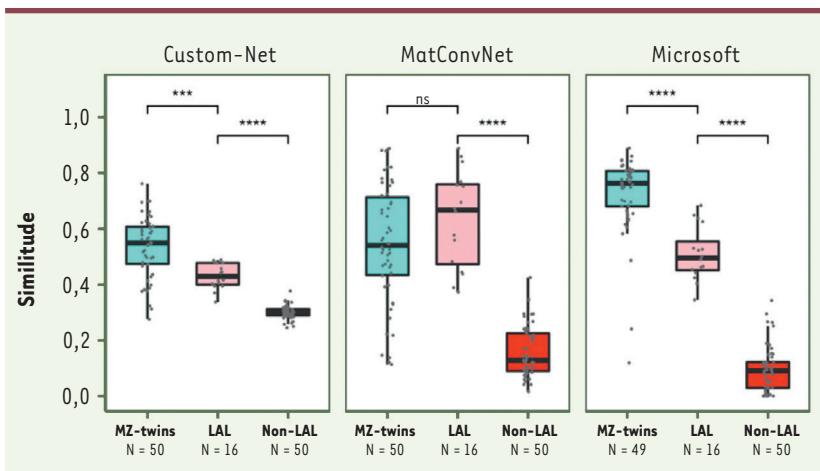 Custom-Net MatConvNet Microsoft
*** **** ns **** **** ****
Similitude
1,0
0,8
0,6
0,4
0,2
0,0
MZ-twins LAL Non-LAL MZ-twins LAL Non-LAL MZ-twins LAL Non-LAL
N = 50 N = 16 N = 50 N = 50 N = 16 N = 50 N = 49 N = 16 N = 50